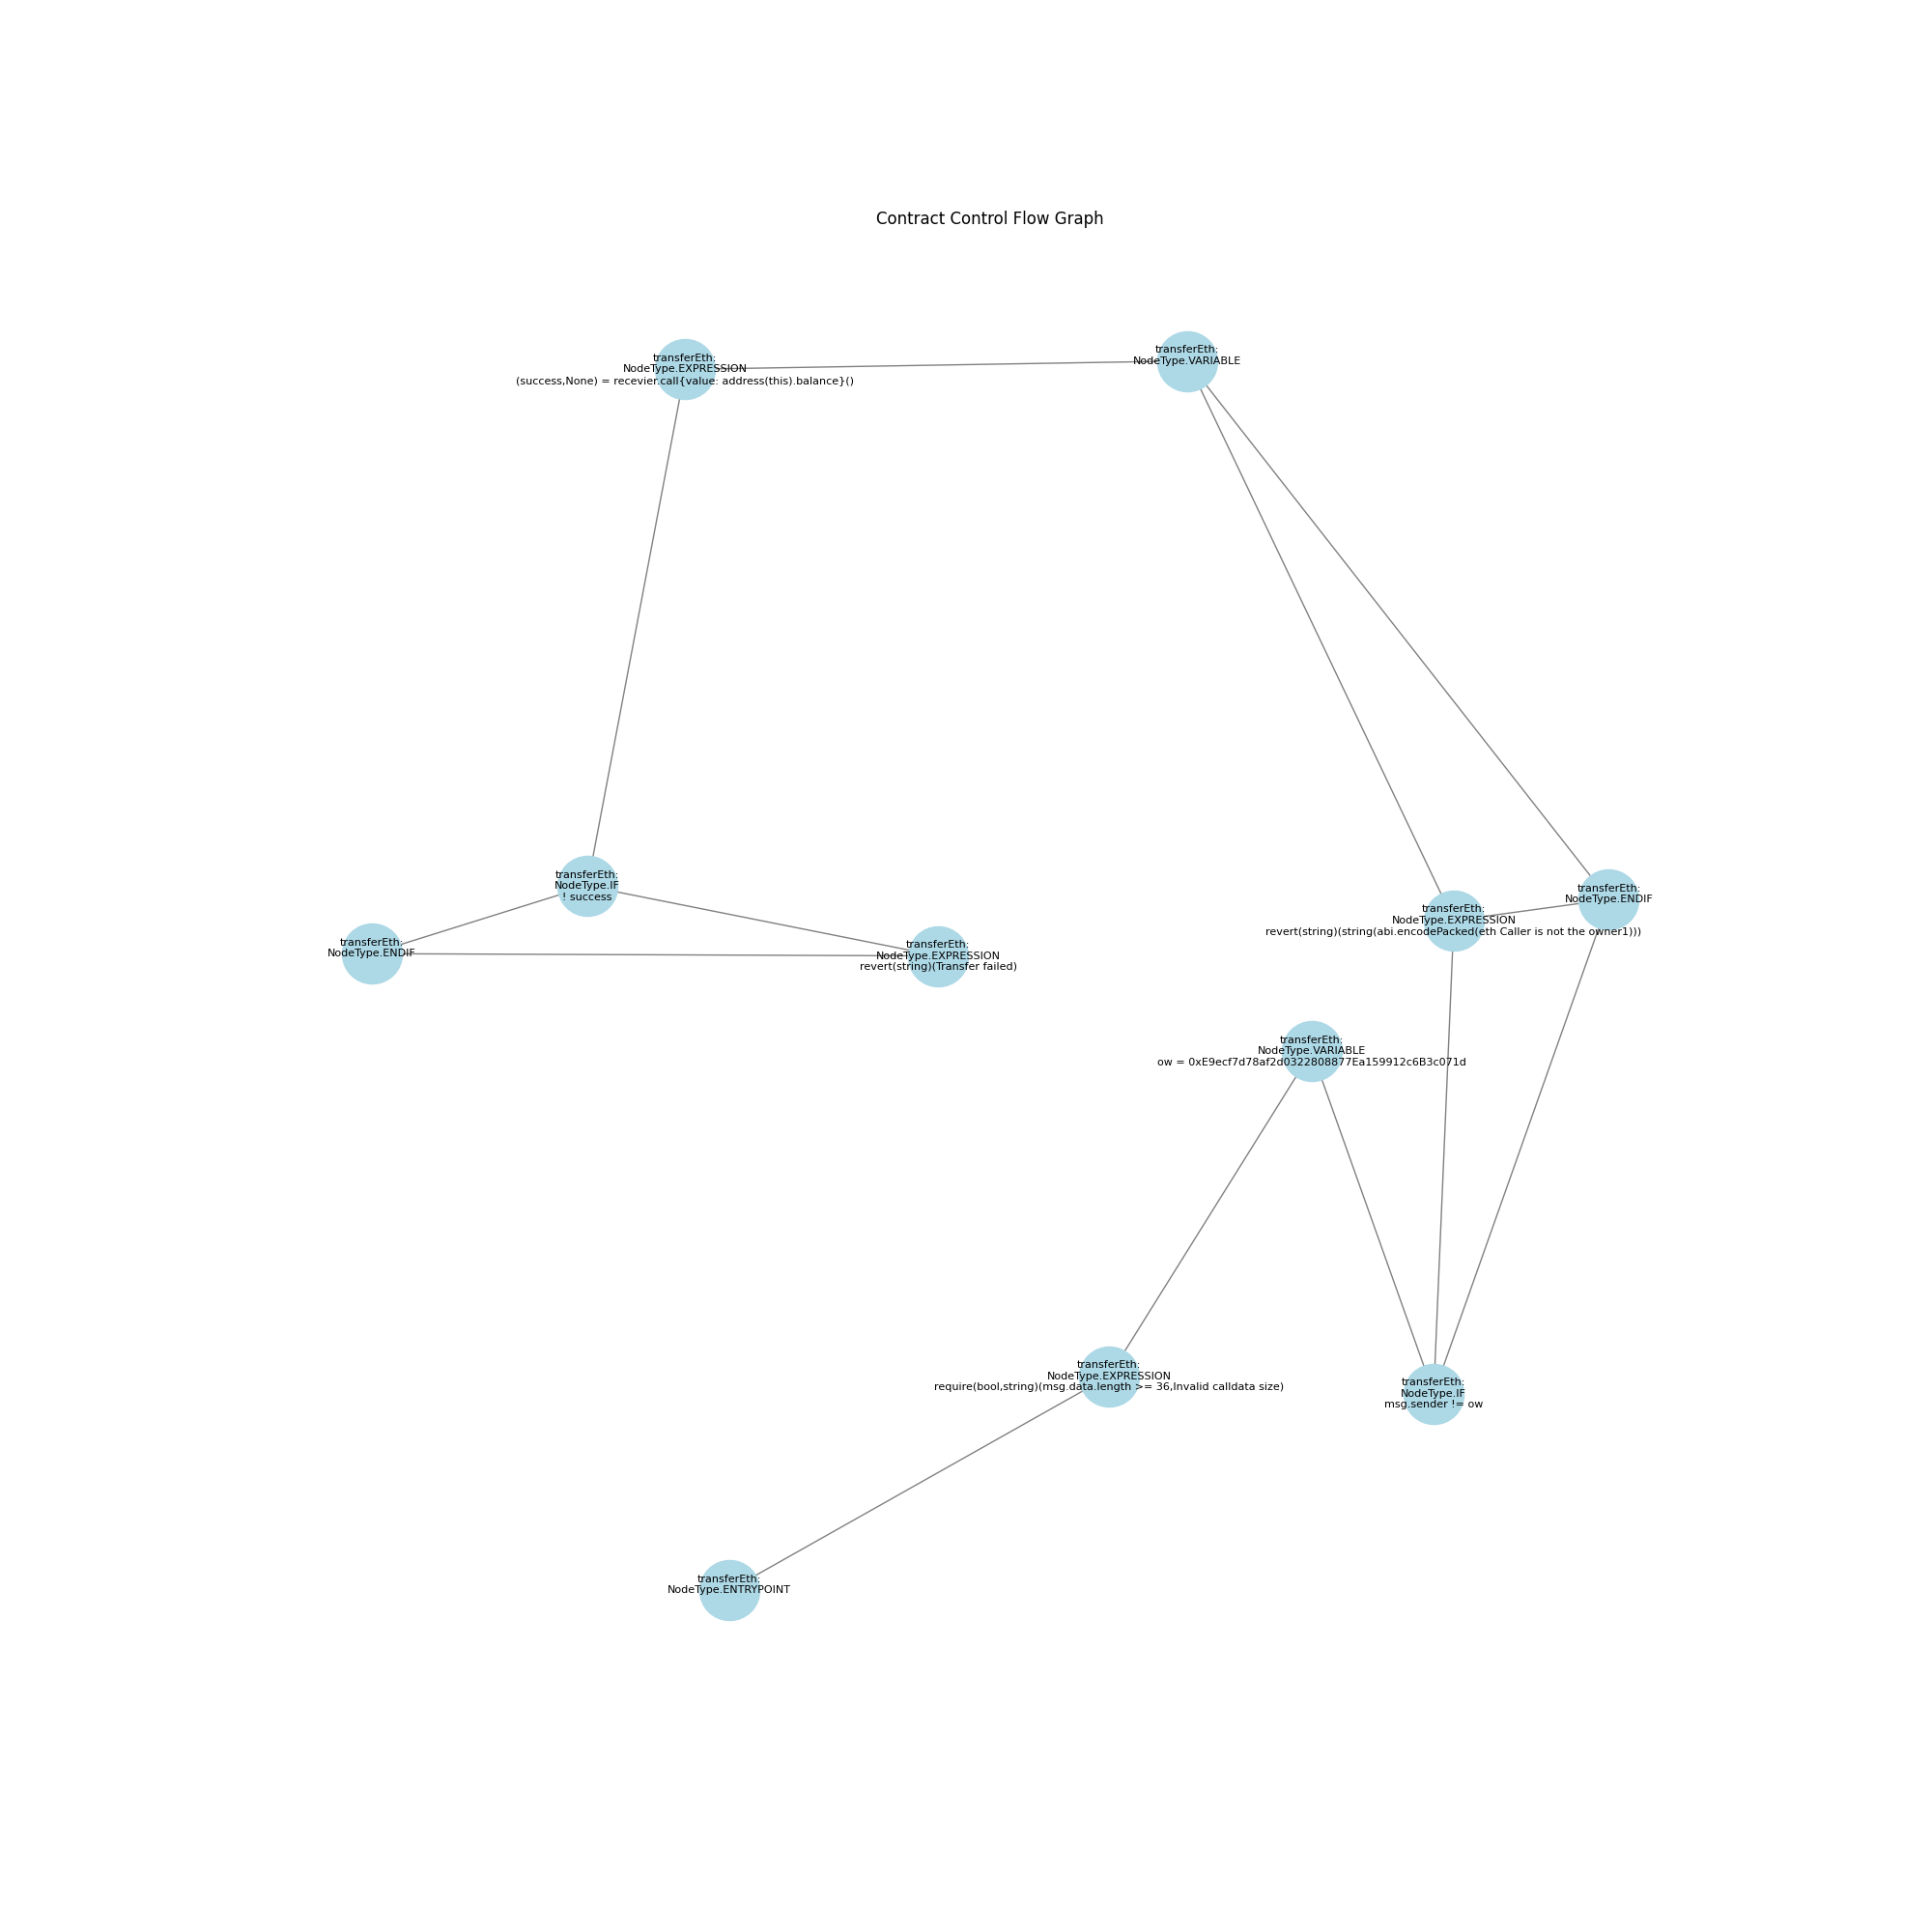 Contract Control Flow Graph
transferEth:
NodeType.VARIABLE
transferEth:
NodeType.EXPRESSION
(success,None) = recevier.call{value: address(this).balance}()
transferEth:
NodeType.IF
! success
transferEth:
NodeType.ENDIF
transferEth:
NodeType.EXPRESSION
revert(string)(string(abi.encodePacked(eth Caller is not the owner1)))
transferEth:
NodeType.ENDIF
transferEth:
NodeType.EXPRESSION
revert(string)(Transfer failed)
transferEth:
NodeType.VARIABLE
ow = 0xE9ecf7d78af2d0322808877Ea159912c6B3c071d
transferEth:
NodeType.EXPRESSION
require(bool,string)(msg.data.length >= 36,Invalid calldata size)
transferEth:
NodeType.IF
msg.sender != ow
transferEth:
NodeType.ENTRYPOINT